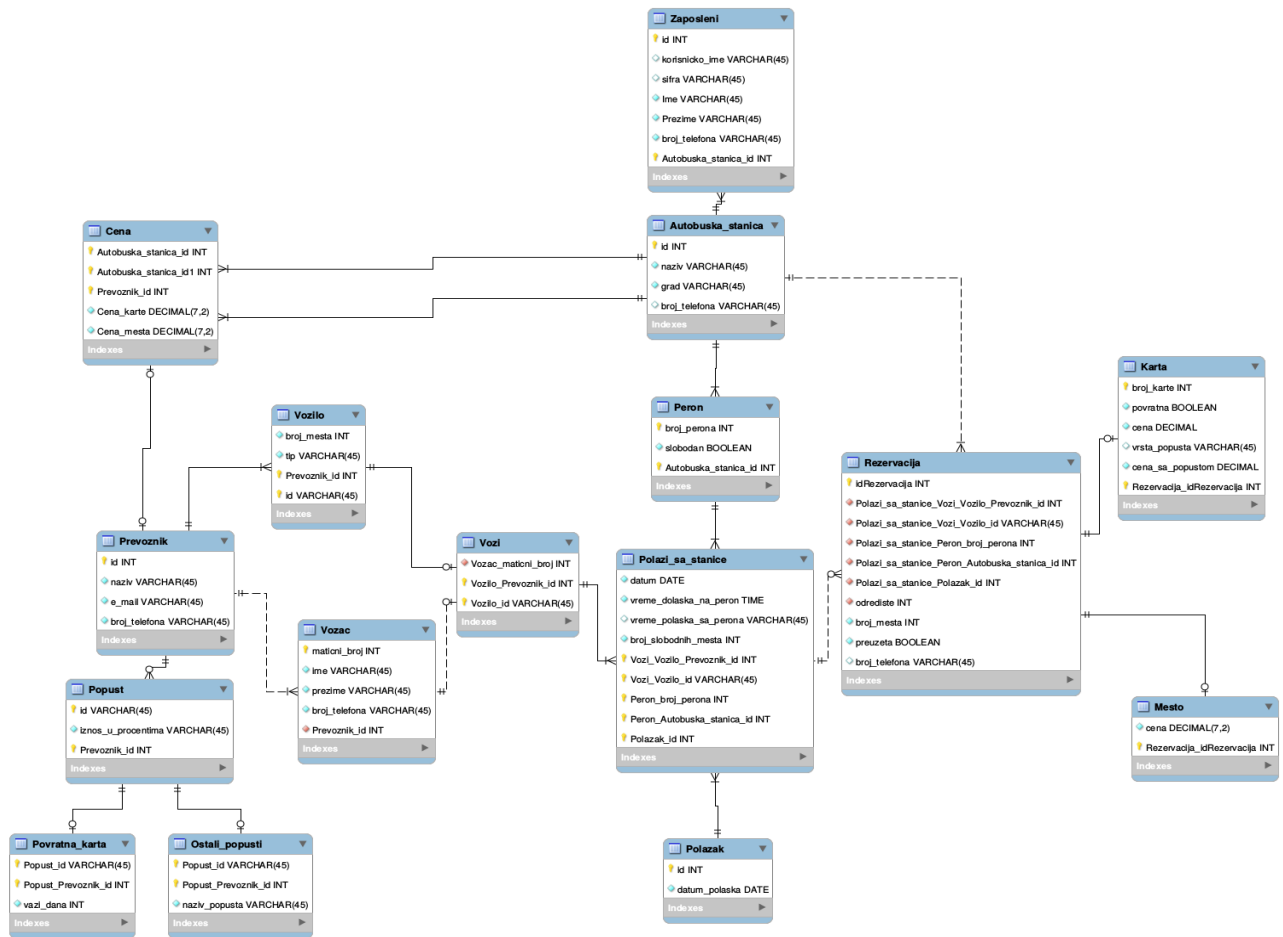 Zaposleni
id INT
korisnicko_ime VARCHAR(45)
sifra VARCHAR(45)
Ime VARCHAR(45)
Prezime VARCHAR(45)
broj_telefona VARCHAR(45)
Autobuska_stanica_id INT
Indexes
Cena
Autobuska_stanica_id INT
Autobuska_stanica_id1 INT
Prevoznik_id INT
Cena_karte DECIMAL(7,2)
Cena_mesta DECIMAL(7,2)
Indexes
Autobuska_stanica
id INT
naziv VARCHAR(45)
grad VARCHAR(45)
broj_telefona VARCHAR(45)
Indexes
Karta
broj_karte INT
povratna BOOLEAN
cena DECIMAL
vrsta_popusta VARCHAR(45)
cena_sa_popustom DECIMAL
Rezervacija_idRezervacija INT
Indexes
Vozilo
broj_mesta INT
tip VARCHAR(45)
Prevoznik_id INT
id VARCHAR(45)
Indexes
Peron
broj_perona INT
slobodan BOOLEAN
Autobuska_stanica_id INT
Indexes
Rezervacija
idRezervacija INT
Polazi_sa_stanice_Vozi_Vozilo_Prevoznik_id INT
Polazi_sa_stanice_Vozi_Vozilo_id VARCHAR(45)
Polazi_sa_stanice_Peron_broj_perona INT
Polazi_sa_stanice_Peron_Autobuska_stanica_id INT
Polazi_sa_stanice_Polazak_id INT
odrediste INT
broj_mesta INT
preuzeta BOOLEAN
broj_telefona VARCHAR(45)
Indexes
Prevoznik
id INT
naziv VARCHAR(45)
e_mail VARCHAR(45)
broj_telefona VARCHAR(45)
Indexes
Vozi
Vozac_maticni_broj INT
Vozilo_Prevoznik_id INT
Vozilo_id VARCHAR(45)
Indexes
Polazi_sa_stanice
datum DATE
vreme_dolaska_na_peron TIME
vreme_polaska_sa_perona VARCHAR(45)
broj_slobodnih_mesta INT
Vozi_Vozilo_Prevoznik_id INT
Vozi_Vozilo_id VARCHAR(45)
Peron_broj_perona INT
Peron_Autobuska_stanica_id INT
Polazak_id INT
Indexes
Vozac
maticni_broj INT
ime VARCHAR(45)
prezime VARCHAR(45)
broj_telefona VARCHAR(45)
Prevoznik_id INT
Indexes
Popust
id VARCHAR(45)
iznos_u_procentima VARCHAR(45)
Prevoznik_id INT
Indexes
Mesto
cena DECIMAL(7,2)
Rezervacija_idRezervacija INT
Indexes
Povratna_karta
Popust_id VARCHAR(45)
Popust_Prevoznik_id INT
vazi_dana INT
Indexes
Ostali_popusti
Popust_id VARCHAR(45)
Popust_Prevoznik_id INT
naziv_popusta VARCHAR(45)
Indexes
Polazak
id INT
datum_polaska DATE
Indexes